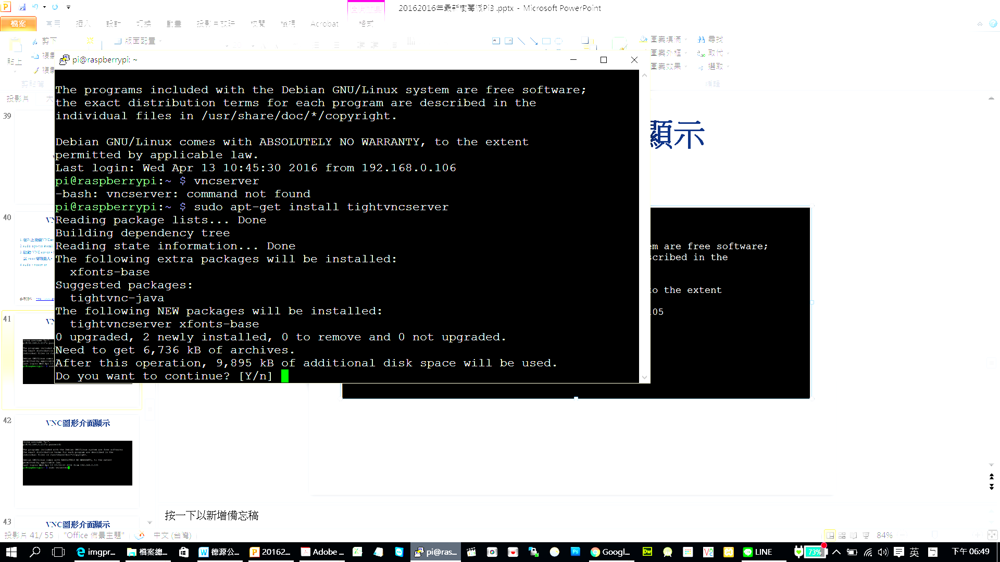 20162016年最新樹莓派Pi3 .pptx - Microsoft PowerPoint
檔案
常用
插入
設計
切換
動畫
投影片放映
校閱
檢視
Acrobat
格式
剪下
版面配置
貼上
圖案填滿
圖案外框
圖案效果
尋找
取代
選取
編輯
剪貼簿
投影片
pi@raspberrypi: ~
The programs included with the Debian GNU/Linux system are free software;
the exact distribution terms for each program are described in the
individual files in /usr/share/doc/*/copyright.
Debian GNU/Linux comes with ABSOLUTELY NO WARRANTY, to the extent
permitted by applicable law.
Last login: Wed Apr 13 10:45:30 2016 from 192.168.0.106
pi@raspberrypi:~ $ vncserver
-bash: vncserver: command not found
pi@raspberrypi:~ $ sudo apt-get install tightvncserver
Reading package lists... Done
Building dependency tree
Reading state information... Done
The following extra packages will be installed:
  xfonts-base
Suggested packages:
  tightvnc-java
The following NEW packages will be installed:
  tightvncserver xfonts-base
0 upgraded, 2 newly installed, 0 to remove and 0 not upgraded.
Need to get 6,736 kB of archives.
After this operation, 9,895 kB of additional disk space will be used.
Do you want to continue? [Y/n]
顯示
em are free software;
scribed in the
to the extent
105
39
40
41
42
VNC圖形介面顯示
43
VNC圖形介面顯示
按一下以新增備忘稿
投影片 41/ 55
"Office 佈景主題"
中文 (台灣)
84%
imgpr...
檔案總...
德源公...
20162...
Adobe ...
pi@ras...
Googl...
LINE
73%
英
下午 06:49